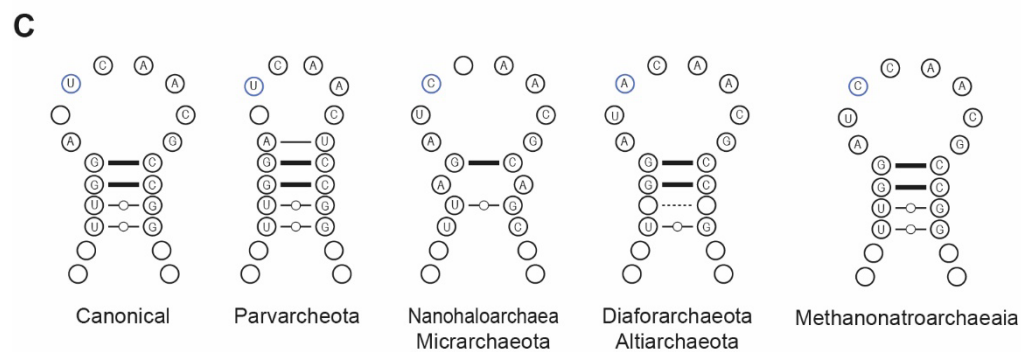 C
C A
U A
C
A G
G C
G C
U G
U G
Canonical
C A
U A
C
A U
G C
G C
U G
U G
Parvarcheota
A
C A
U C
A G
G C
A A
U G
U C
Nanohaloarchaea
Micrarchaeota
C A
A A
U C
A G
G C
G C
U G
Diaforarchaeota
Altiarchaeota
C A
C A
U C
A G
G C
G C
U G
U G
Methanonatroarchaeaia